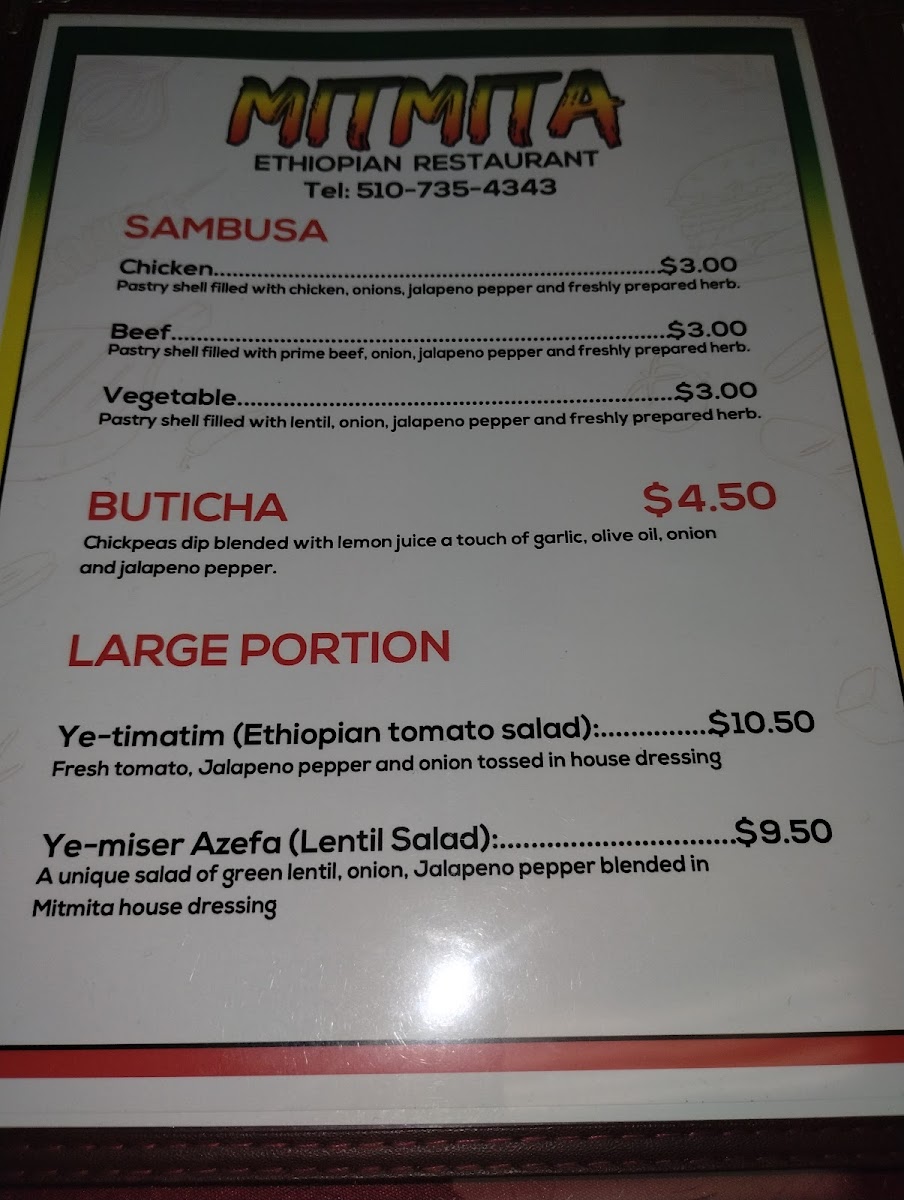 MITMITA
ETHIOPIAN RESTAURANT
Tel: 510-735-4343
SAMBUSA
Chicken..........................................................................$3.00
Pastry shell filled with chicken, onions, jalapeno pepper and freshly prepared herb.
Beef..................................................................................$3.00
Pastry shell filled with prime beef, onion, jalapeno pepper and freshly prepared herb.
Vegetable.........................................................................$3.00
Pastry shell filled with lentil, onion, jalapeno pepper and freshly prepared herb.
BUTICHA $4.50
Chickpeas dip blended with lemon juice a touch of garlic, olive oil, onion
and jalapeno pepper.
LARGE PORTION
Ye-timatim (Ethiopian tomato salad):..............$10.50
Fresh tomato, Jalapeno pepper and onion tossed in house dressing
Ye-miser Azefa (Lentil Salad):..............................$9.50
A unique salad of green lentil, onion, Jalapeno pepper blended in
Mitmita house dressing